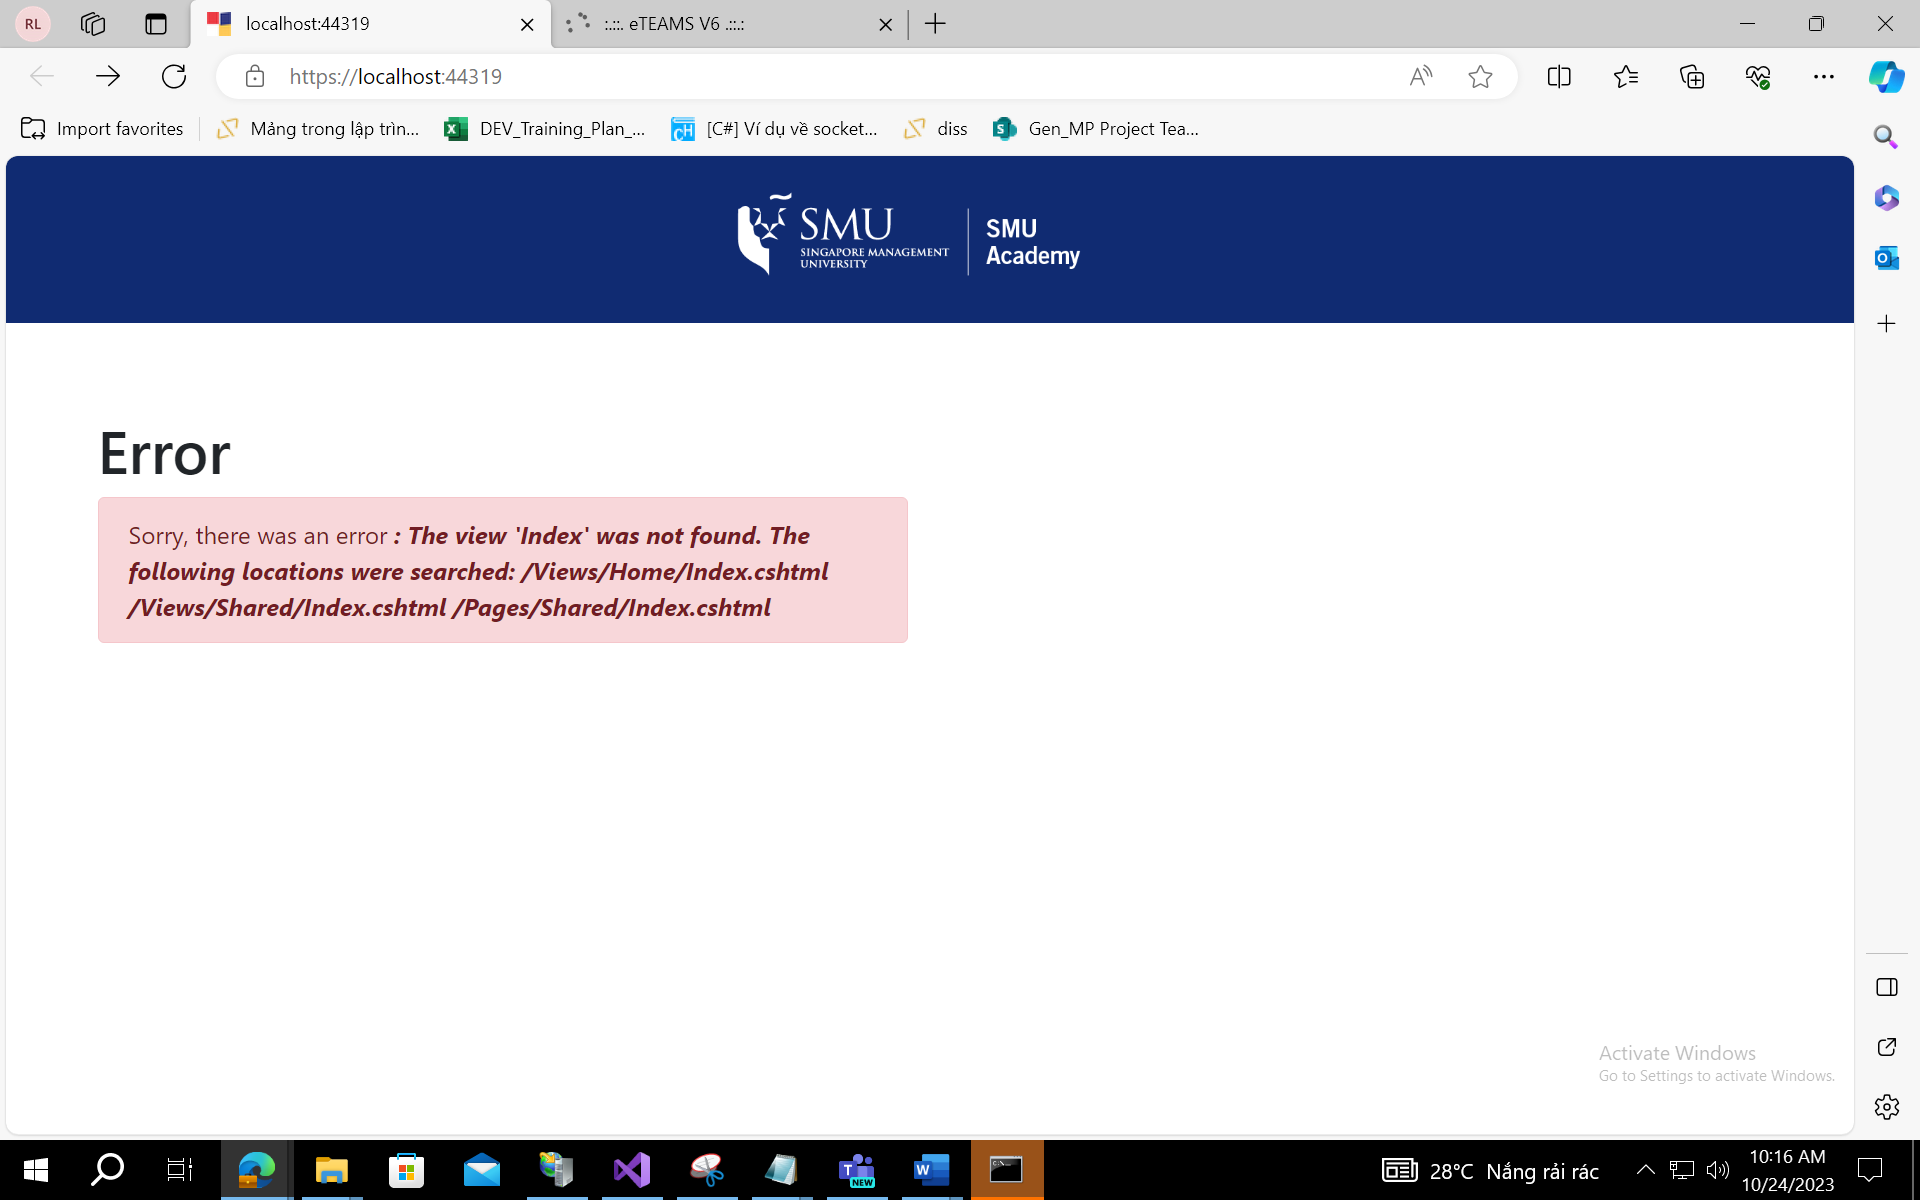 RL
localhost:44319
:.::. eTEAMS V6 .::.:
https://localhost:44319
Import favorites
Mảng trong lập trìn...
DEV_Training_Plan_...
[C#] Ví dụ về socket...
diss
Gen_MP Project Tea...
SMU
SINGAPORE MANAGEMENT
UNIVERSITY
SMU
Academy
Error
Sorry, there was an error : The view 'Index' was not found. The
following locations were searched: /Views/Home/Index.cshtml
/Views/Shared/Index.cshtml /Pages/Shared/Index.cshtml
Activate Windows
Go to Settings to activate Windows.
NEW
28°C Nắng rải rác
10:16 AM
10/24/2023